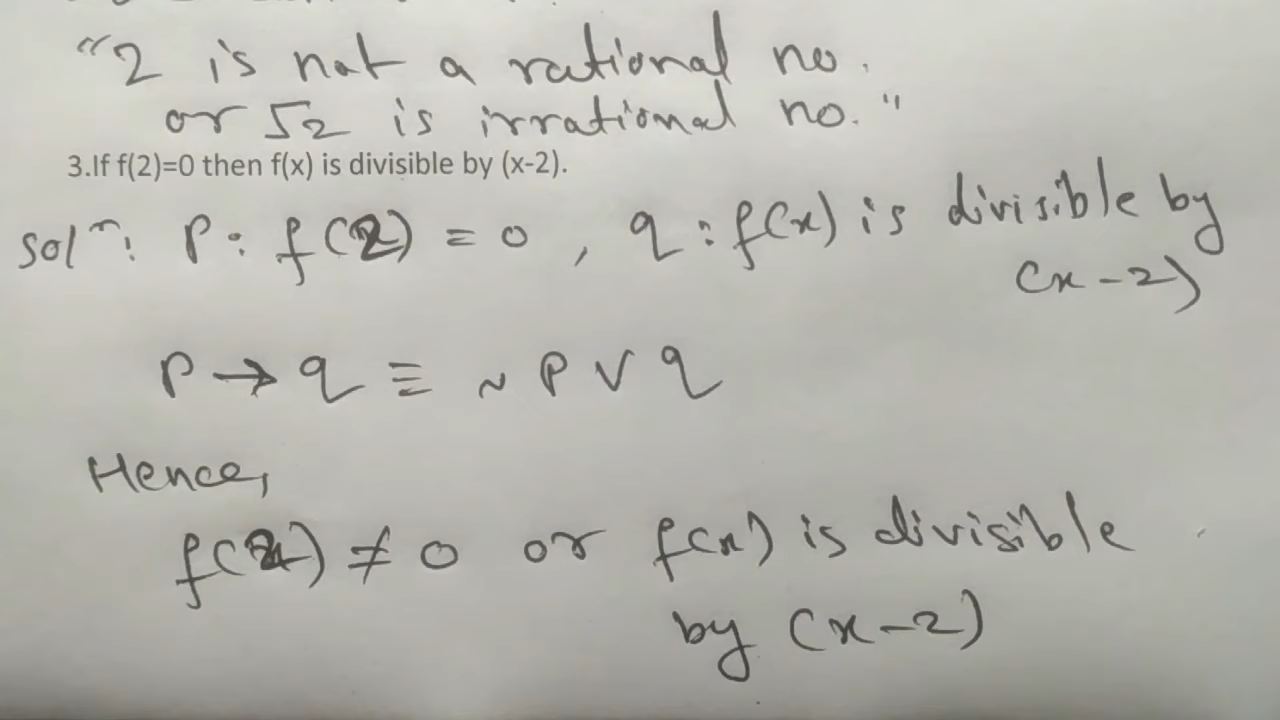 "2 is not a rational no.
or √2 is irrational no."
3.If f(2)=0 then f(x) is divisible by (x-2).
Solⁿ: P: f(2) = 0, q: f(x) is divisible by
(x-2)
P → q ≡ ~ P ∨ q
Hence,
f(2) ≠ 0 or f(x) is divisible
by (x-2)